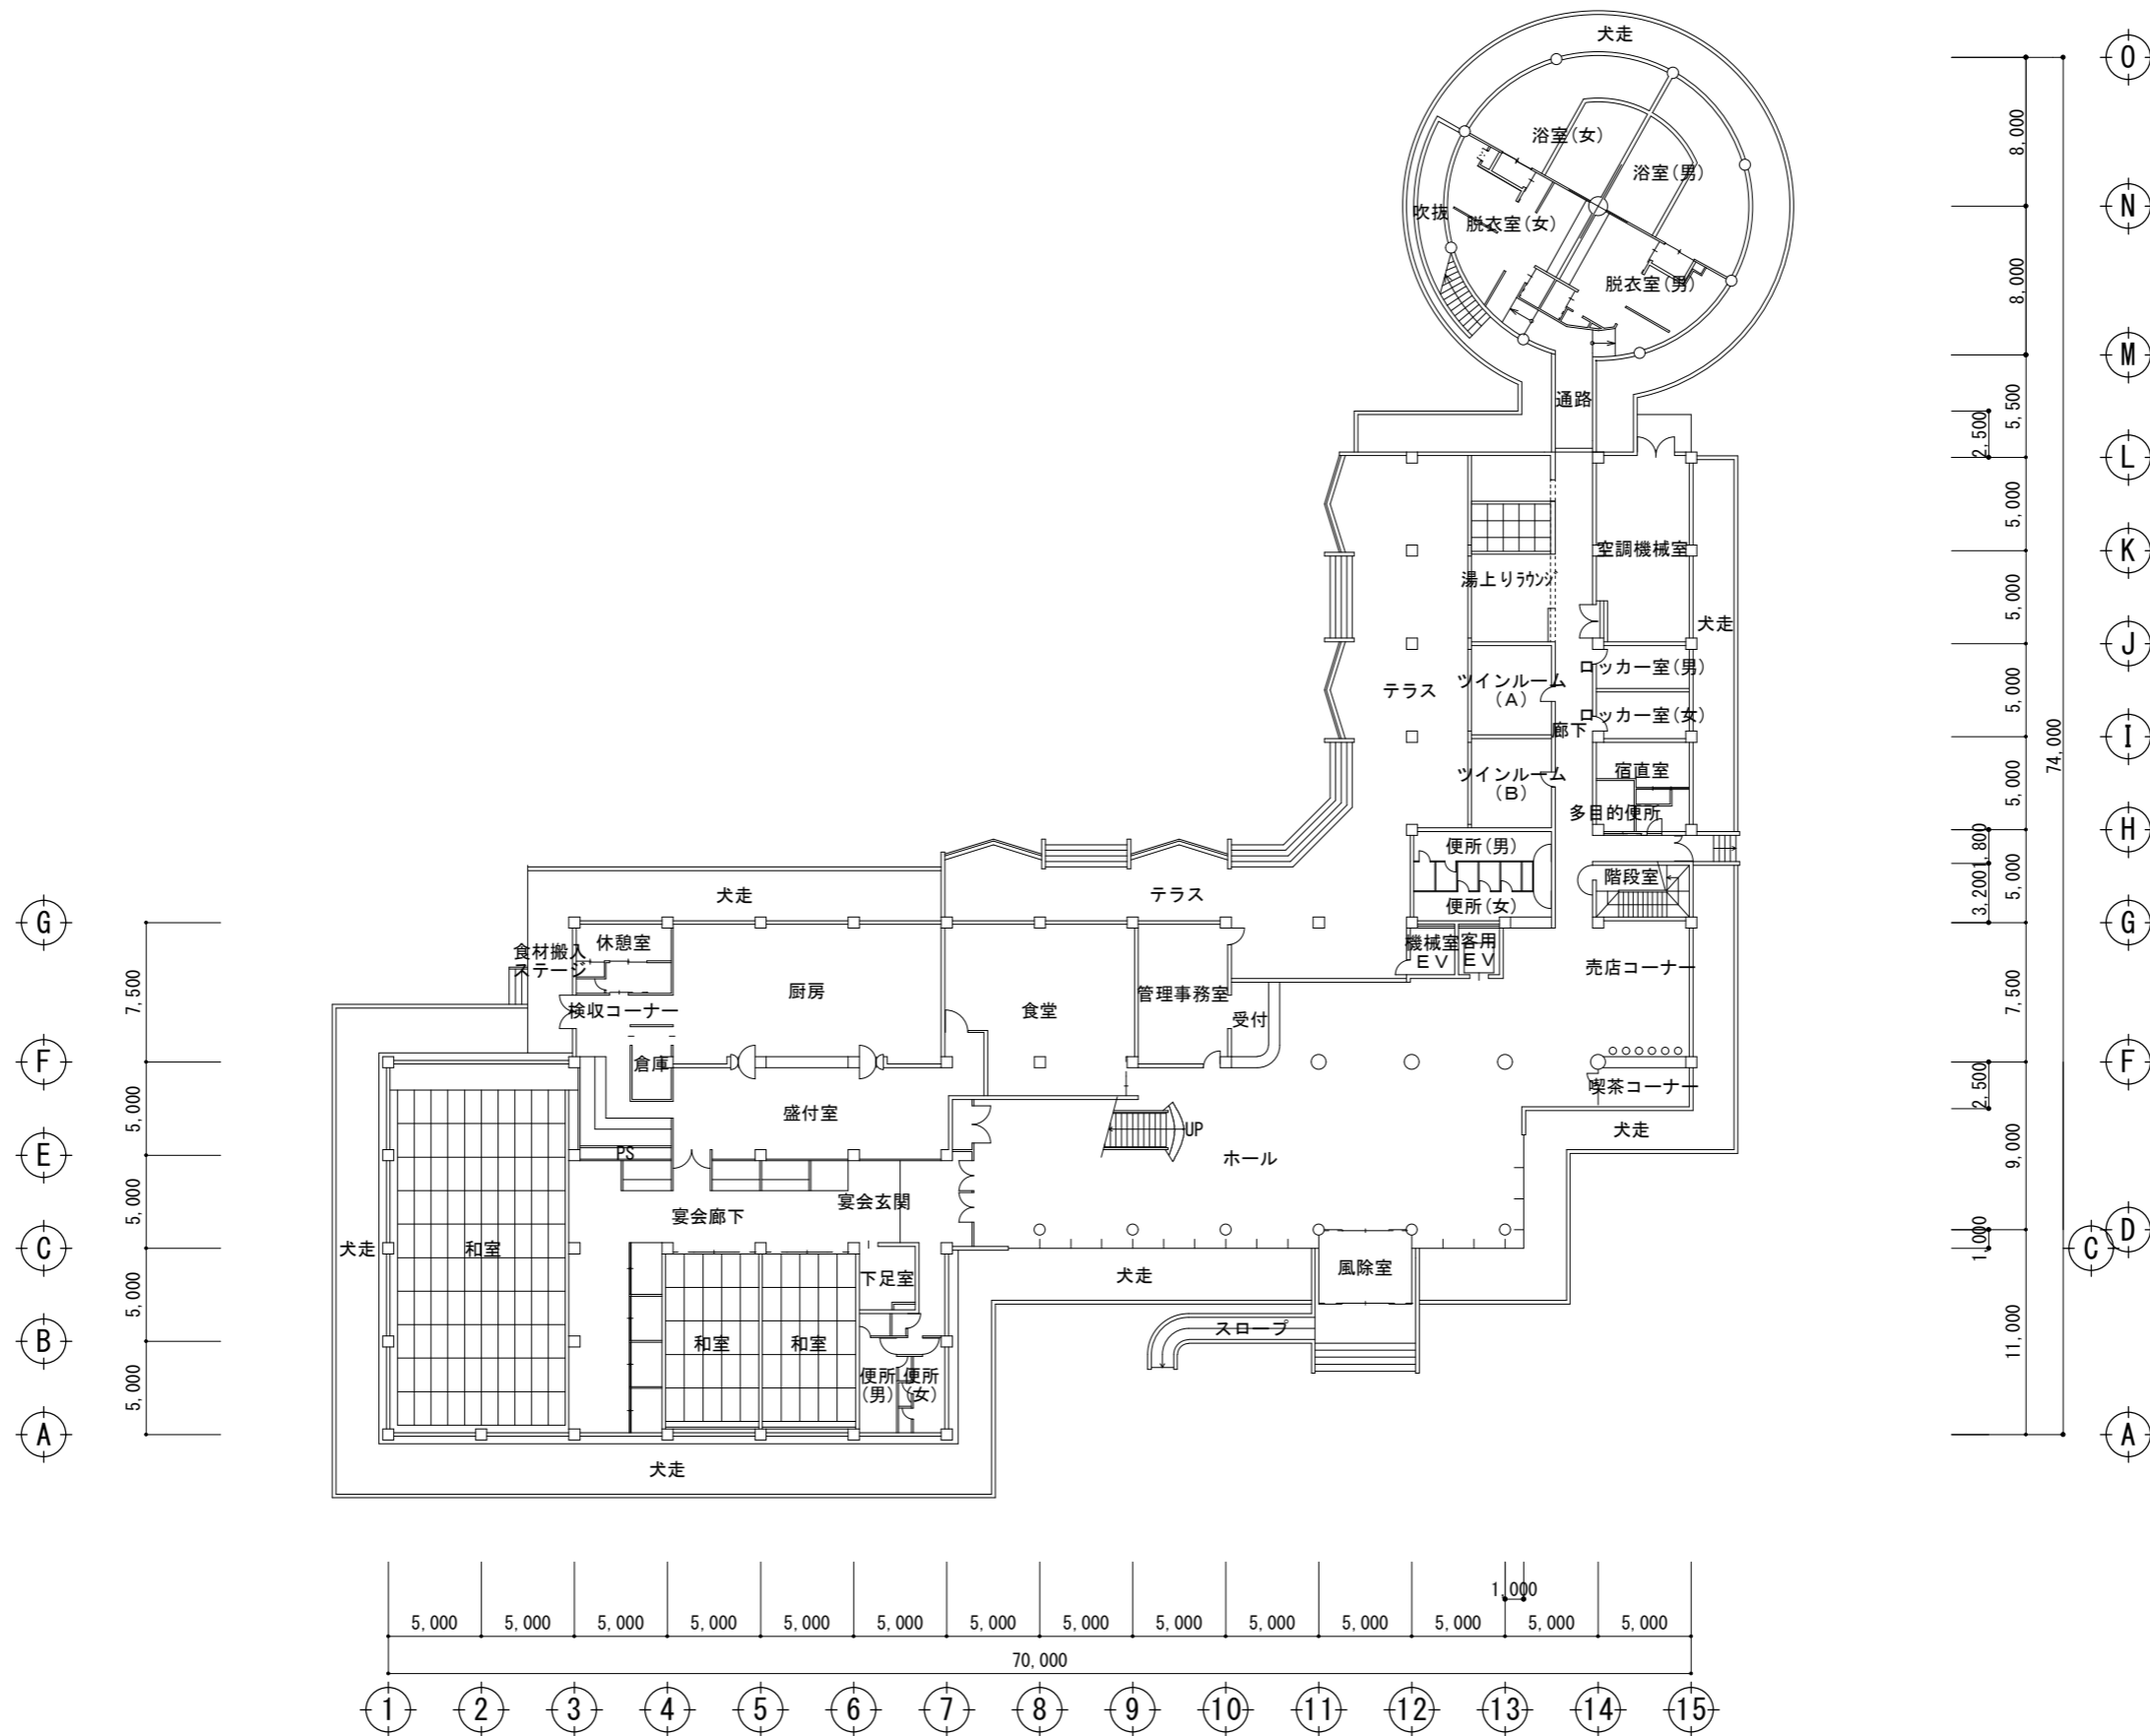 犬走
O
8,000
浴室(女)
浴室(男)
N
吹抜
脱衣室(女)
8,000
脱衣室(男)
M
通路
5,500
2,500
L
5,000
空調機械室
K
湯上りﾗｳﾝｼﾞ
5,000
犬走
J
ロッカー室(男)
ツインルーム
(A)
テラス
5,000
ロッカー室(女)
廊下
I
74,000
宿直室
ツインルーム
(B)
5,000
多目的便所
H
便所(男)
1,800
階段室
5,000
3,200
犬走
テラス
便所(女)
G
G
休憩室
食材搬入
ステージ
機械室
EV
客用
EV
売店コーナー
7,500
厨房
管理事務室
7,500
検収コーナー
食堂
受付
F
倉庫
F
喫茶コーナー
2,500
5,000
盛付室
UP
犬走
E
PS
ホール
9,000
5,000
宴会玄関
宴会廊下
D
C
犬走
和室
1,000
C
下足室
犬走
風除室
5,000
スロープ
B
和室
和室
11,000
便所
(男)
便所
(女)
5,000
A
A
犬走
1,000
5,000
5,000
5,000
5,000
5,000
5,000
5,000
5,000
5,000
5,000
5,000
5,000
5,000
5,000
70,000
1
2
3
4
5
6
7
8
9
10
11
12
13
14
15